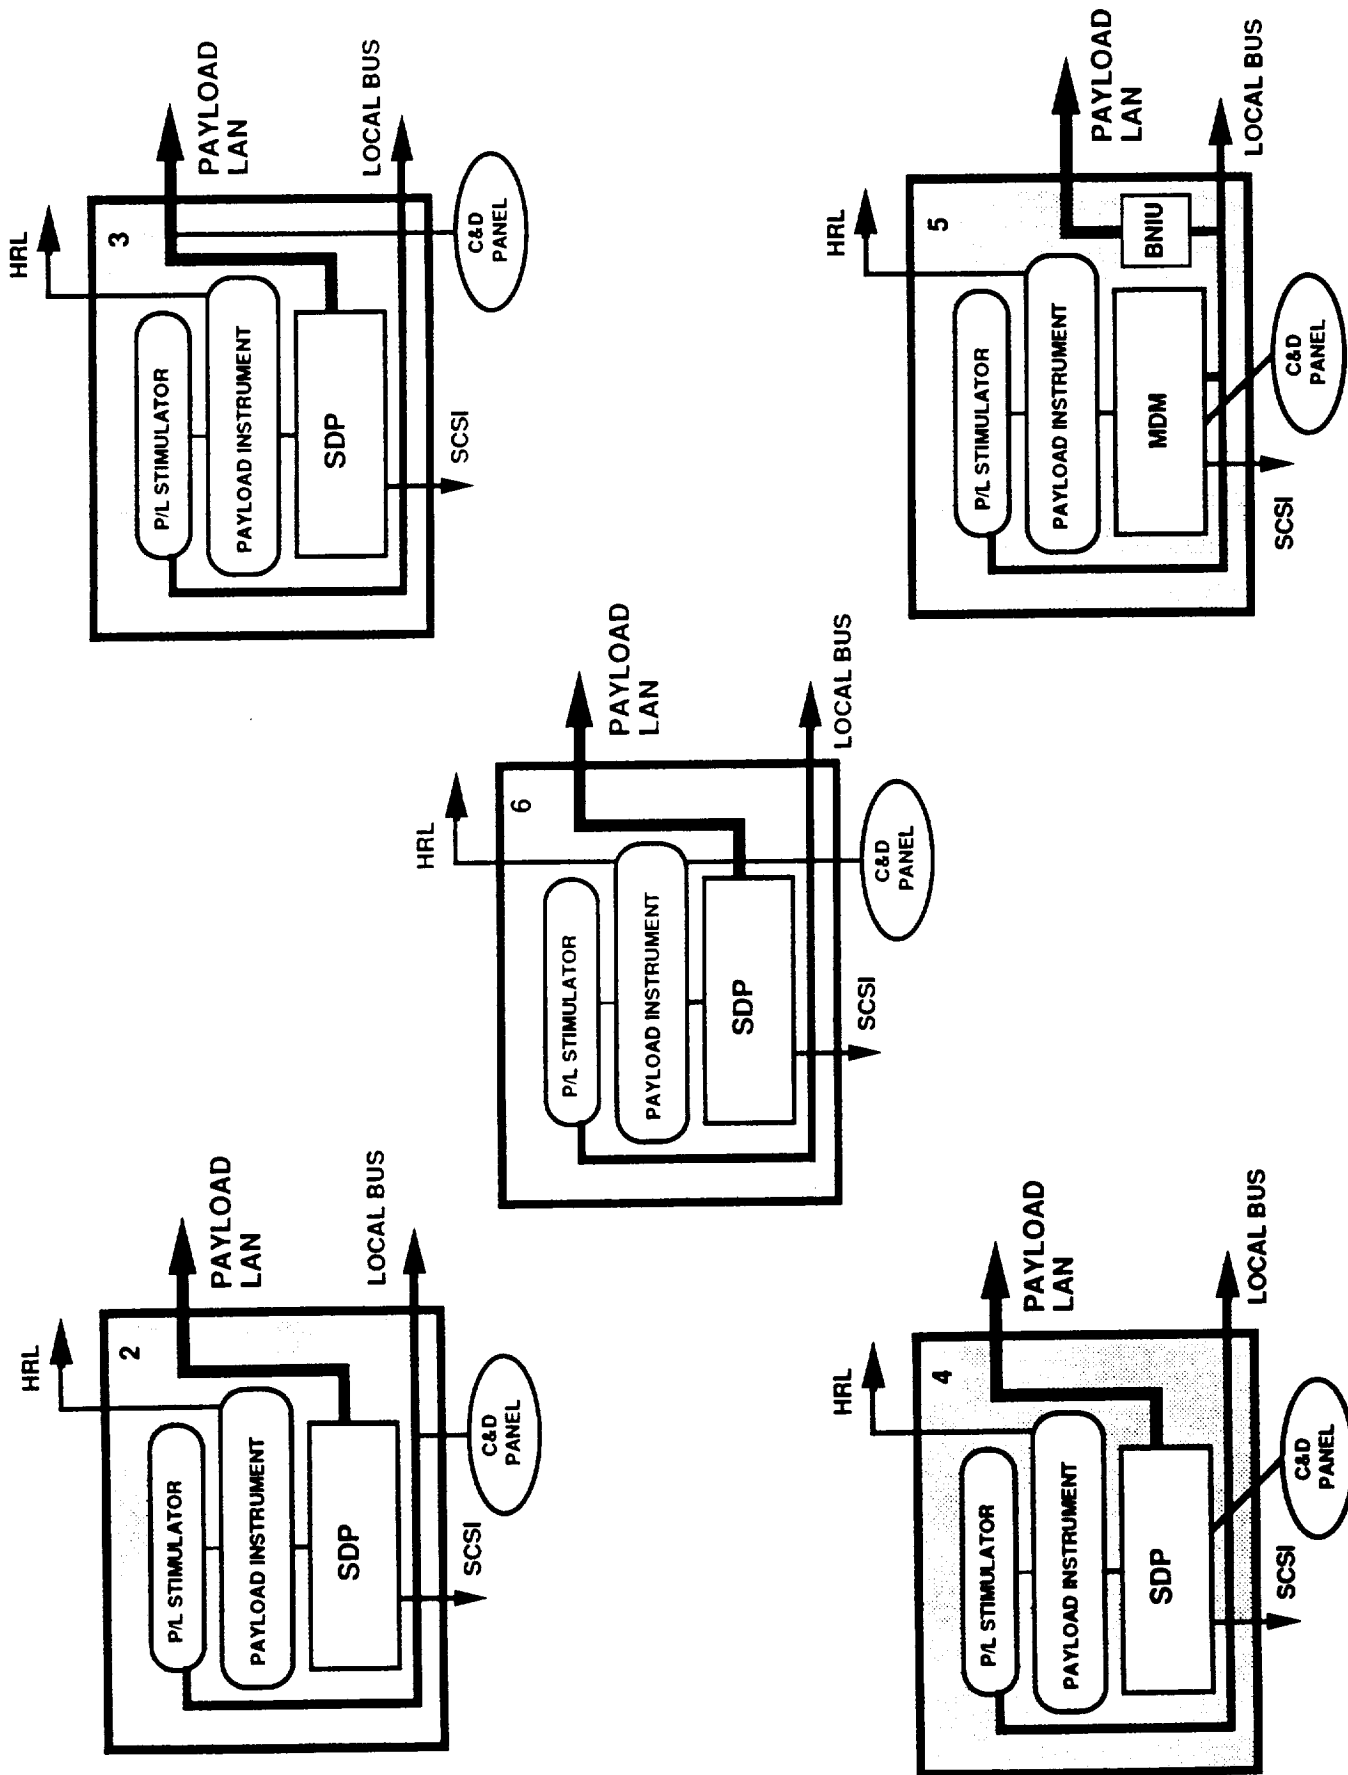 2
HRL
PAYLOAD
LAN
P/L STIMULATOR
PAYLOAD INSTRUMENT
SDP
LOCAL BUS
C&D
PANEL
SCSI
3
HRL
PAYLOAD
LAN
P/L STIMULATOR
PAYLOAD INSTRUMENT
SDP
LOCAL BUS
C&D
PANEL
SCSI
6
HRL
PAYLOAD
LAN
P/L STIMULATOR
PAYLOAD INSTRUMENT
SDP
LOCAL BUS
C&D
PANEL
SCSI
4
HRL
PAYLOAD
LAN
P/L STIMULATOR
PAYLOAD INSTRUMENT
SDP
LOCAL BUS
C&D
PANEL
SCSI
5
HRL
PAYLOAD
LAN
P/L STIMULATOR
PAYLOAD INSTRUMENT
BNIU
MDM
LOCAL BUS
C&D
PANEL
SCSI